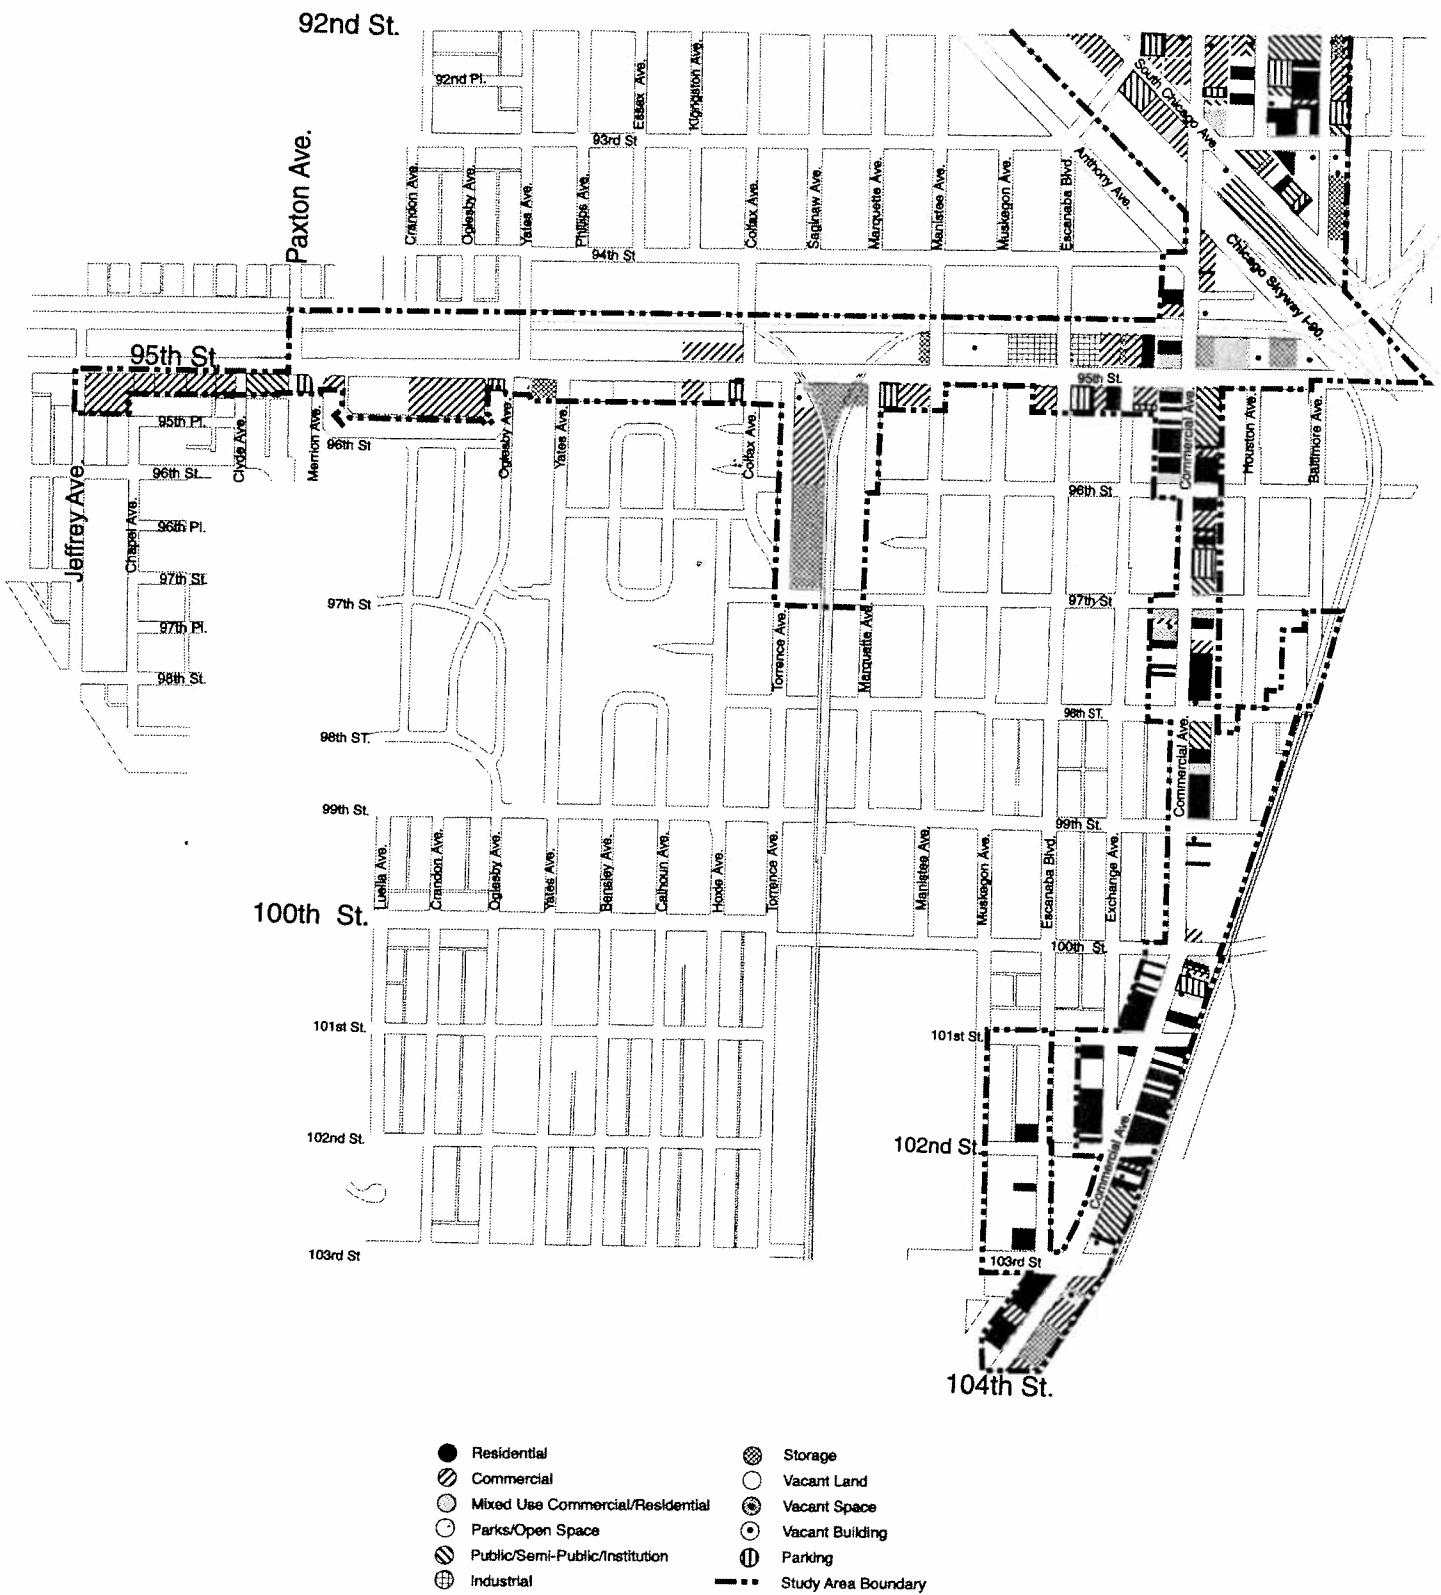 92nd St.
92nd Pl.
Essex Ave.
Kigngston Ave.
South Chicago Ave.
93rd St
Paxton Ave.
Crandon Ave.
Oglesby Ave.
Yates Ave.
Phillips Ave.
Colfax Ave.
Saginaw Ave.
Marquette Ave.
Manistee Ave.
Muskegon Ave.
Escanaba Blvd.
Anthony Ave.
94th St
Chicago Skyway I-90.
95th St.
95th St.
95th Pl.
Clyde Ave.
Merrion Ave.
96th St
Oglesby Ave.
Yates Ave.
Colfax Ave.
Commercial Ave.
Houston Ave.
Baltimore Ave.
96th St.
96th St
Jeffrey Ave.
Chapel Ave.
96th Pl.
97th St.
97th St
97th St
97th Pl.
Torrence Ave.
Marquette Ave.
98th St.
98th ST.
98th ST.
Commercial Ave.
99th St.
99th St.
Luella Ave.
Crandon Ave.
Oglesby Ave.
Yates Ave.
Bensley Ave.
Calhoun Ave.
Hoxie Ave.
Torrence Ave.
Manistee Ave.
Muskegon Ave.
Escanaba Blvd.
Exchange Ave.
100th St.
100th St.
101st St.
101st St.
102nd St.
102nd St.
Commercial Ave.
103rd St
103rd St
104th St.
Residential
Commercial
Mixed Use Commercial/Residential
Parks/Open Space
Public/Semi-Public/Institution
Industrial
Storage
Vacant Land
Vacant Space
Vacant Building
Parking
Study Area Boundary